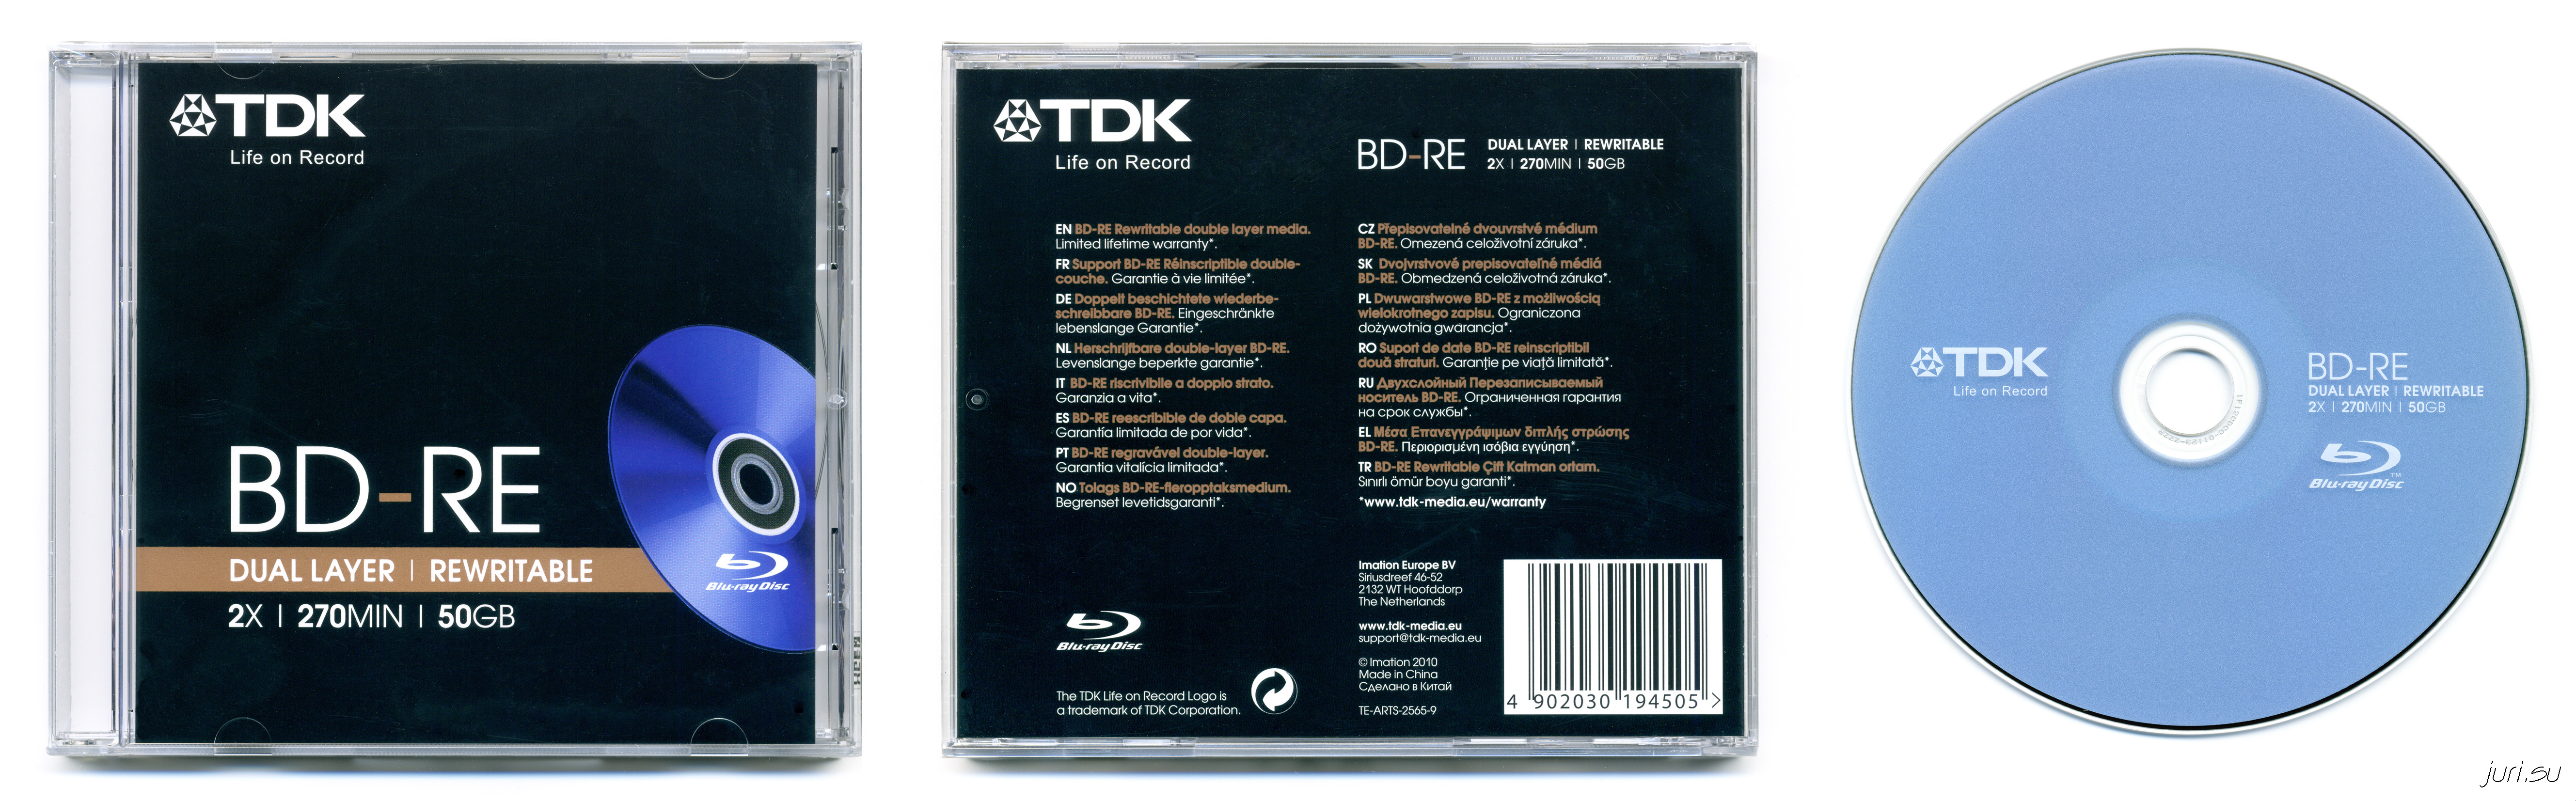 TDK
Life on Record
BD-RE
DUAL LAYER | REWRITABLE
2X | 270MIN | 50GB
Blu-ray Disc
TDK
Life on Record
BD-RE
DUAL LAYER | REWRITABLE
2X | 270MIN | 50GB
EN BD-RE Rewritable double layer media.
Limited lifetime warranty*.
FR Support BD-RE Réinscriptible double-
couche. Garantie à vie limitée*.
DE Doppelt beschichtete wiederbe-
schreibbare BD-RE. Eingeschränkte
lebenslange Garantie*.
NL Herschrijfbare double-layer BD-RE.
Levenslange beperkte garantie*.
IT BD-RE riscrivibile a doppio strato.
Garanzia a vita*.
ES BD-RE reescribible de doble capa.
Garantía limitada de por vida*.
PT BD-RE regravável double-layer.
Garantia vitalícia limitada*.
NO Tolags BD-RE-fleropptaksmedium.
Begrenset levetidsgaranti*.
CZ Přepisovatelné dvouvrstvé médium
BD-RE. Omezená celoživotní záruka*.
SK Dvojvrstvové prepisovateľné médiá
BD-RE. Obmedzená celoživotná záruka*.
PL Dwuwarstwowe BD-RE z możliwością
wielokrotnego zapisu. Ograniczona
dożywotnia gwarancja*.
RO Suport de date BD-RE reinscriptibil
două straturi. Garanţie pe viaţă limitată*.
RU Двухслойный Перезаписываемый
носитель BD-RE. Ограниченная гарантия
на срок службы*.
EL Μέσα Επανεγγράψιμων διπλής στρώσης
BD-RE. Περιορισμένη ισόβια εγγύηση*.
TR BD-RE Rewritable Çift Katman ortam.
Sınırlı ömür boyu garanti*.
*www.tdk-media.eu/warranty
Imation Europe BV
Siriusdreef 46-52
2132 WT Hoofddorp
The Netherlands
www.tdk-media.eu
support@tdk-media.eu
© Imation 2010
Made in China
Сделано в Китай
TE-ARTS-2565-9
Blu-ray Disc
The TDK Life on Record Logo is
a trademark of TDK Corporation.
4 902030 194505 >
TDK
Life on Record
BD-RE
DUAL LAYER | REWRITABLE
2X | 270MIN | 50GB
Blu-ray Disc
TM
juri.su